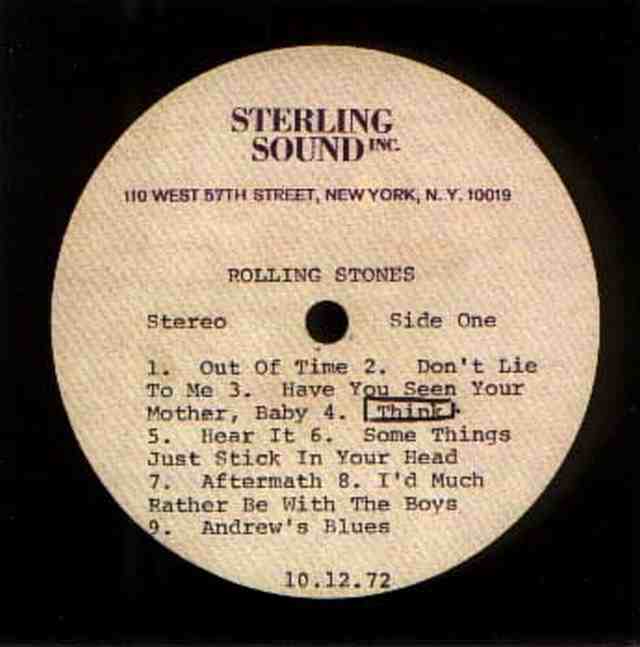 STERLING
SOUND INC.
110 WEST 57TH STREET, NEW YORK, N.Y. 10019
ROLLING STONES
Stereo Side One
1. Out Of Time 2. Don't Lie
To Me 3. Have You Seen Your
Mother, Baby 4. Think
5. Hear It 6. Some Things
Just Stick In Your Head
7. Aftermath 8. I'd Much
Rather Be With The Boys
9. Andrew's Blues
10.12.72